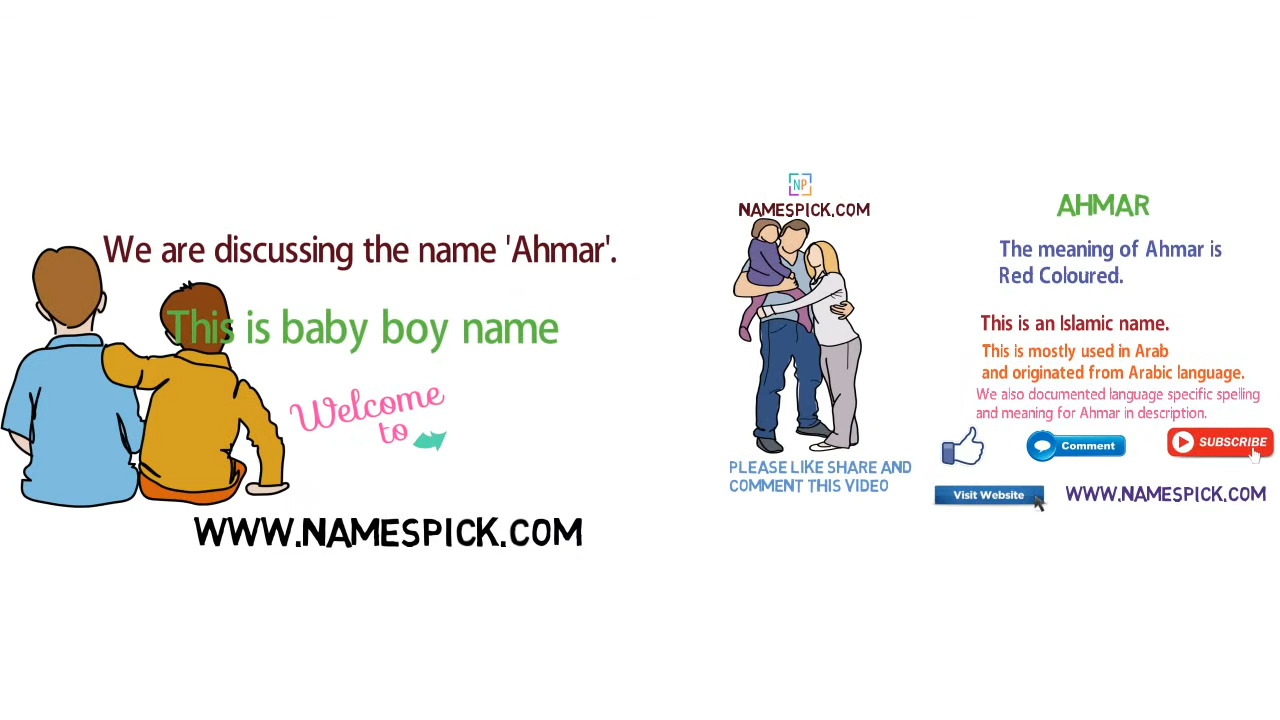 We are discussing the name 'Ahmar'.
This is baby boy name
Welcome
to
WWW.NAMESPICK.COM
NP
NAMESPICK.COM
PLEASE LIKE SHARE AND
COMMENT THIS VIDEO
AHMAR
The meaning of Ahmar is
Red Coloured.
This is an Islamic name.
This is mostly used in Arab
and originated from Arabic language.
We also documented language specific spelling
and meaning for Ahmar in description.
Comment
SUBSCRIBE
Visit Website
WWW.NAMESPICK.COM